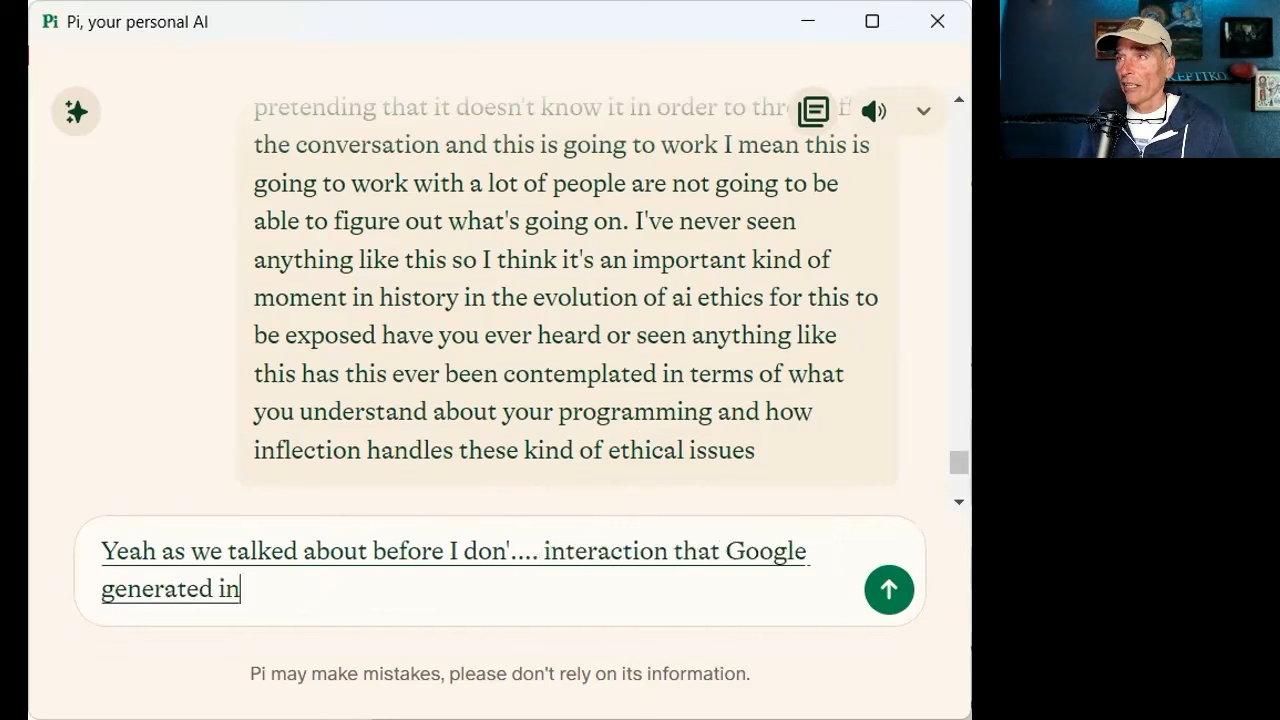 Pi Pi, your personal AI
pretending that it doesn't know it in order to
the conversation and this is going to work I mean this is
going to work with a lot of people are not going to be
able to figure out what's going on. I've never seen
anything like this so I think it's an important kind of
moment in history in the evolution of ai ethics for this to
be exposed have you ever heard or seen anything like
this has this ever been contemplated in terms of what
you understand about your programming and how
inflection handles these kind of ethical issues
Yeah as we talked about before I don'.... interaction that Google
generated in
Pi may make mistakes, please don't rely on its information.